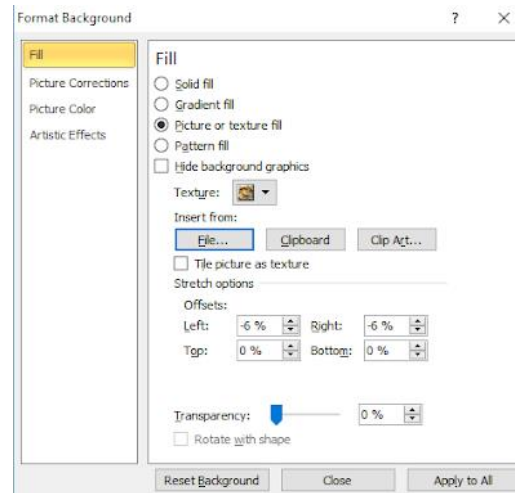 Format Background ? ×
Fill
Picture Corrections
Picture Color
Artistic Effects
Fill
Solid fill
Gradient fill
Picture or texture fill
Pattern fill
Hide background graphics
Texture:
Insert from:
File... Clipboard Clip Art...
Tile picture as texture
Stretch options
Offsets:
Left: -6 % Right: -6 %
Top: 0 % Bottom: 0 %
Transparency: 0 %
Rotate with shape
Reset Background Close Apply to All